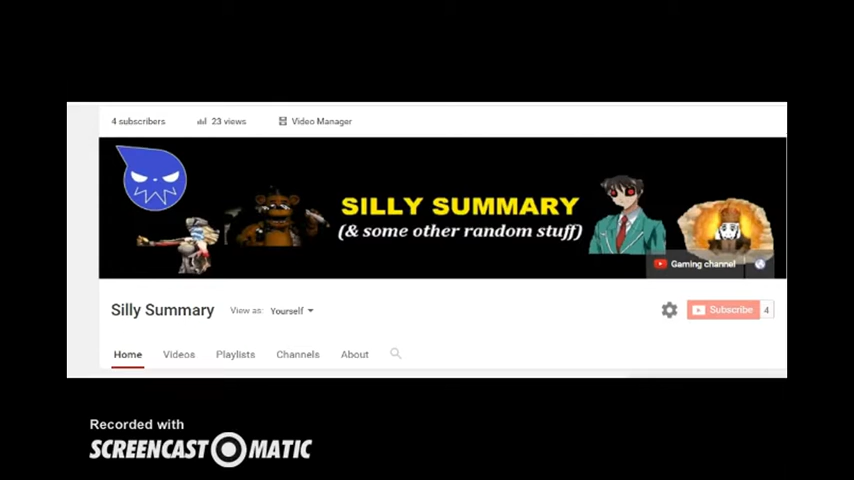 4 subscribers 23 views Video Manager
SILLY SUMMARY
(& some other random stuff)
Gaming channel
Silly Summary View as: Yourself Subscribe 4
Home Videos Playlists Channels About
Recorded with
SCREENCAST MATIC